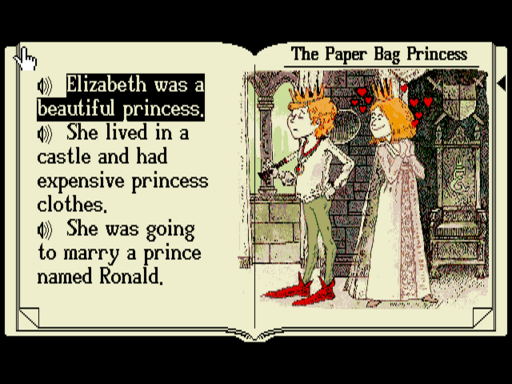 The Paper Bag Princess
Elizabeth was a
beautiful princess.
She lived in a
castle and had
expensive princess
clothes.
She was going
to marry a prince
named Ronald.